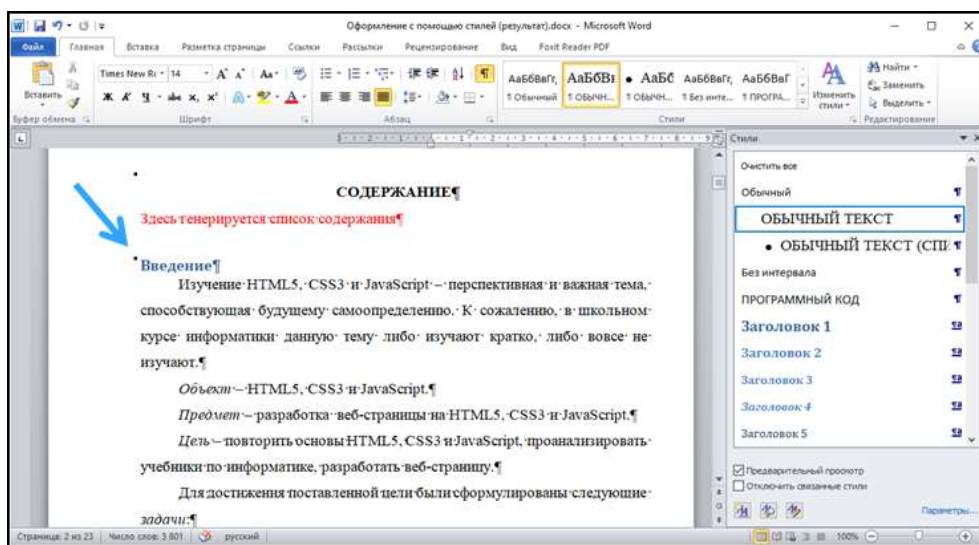 Оформление с помощью стилей (результат).docx - Microsoft Word
Файл Главная Вставка Разметка страницы Ссылки Рассылки Рецензирование Вид Foxit Reader PDF
Вставить
Times New Ro 14
АаБбВвГг, АаБбВ АаБб АаБбВвГг, АаБбВвГ
¶ Обычный ¶ ОБЫЧН... ¶ ОБЫЧН... ¶ Без инте... ¶ ПРОГРА...
Изменить стили
Найти
Заменить
Выделить
Буфер обмена Шрифт Абзац Стили Редактирование
СОДЕРЖАНИЕ¶
Здесь генерируется список содержания¶
Введение¶
Изучение HTML5, CSS3 и JavaScript – перспективная и важная тема,
способствующая будущему самоопределению. К сожалению, в школьном
курсе информатики данную тему либо изучают кратко, либо вовсе не
изучают.¶
Объект – HTML5, CSS3 и JavaScript.¶
Предмет – разработка веб-страницы на HTML5, CSS3 и JavaScript.¶
Цель – повторить основы HTML5, CSS3 и JavaScript, проанализировать
учебники по информатике, разработать веб-страницу.¶
Для достижения поставленной цели были сформулированы следующие
задачи:¶
Стили
Очистить все
Обычный ¶
ОБЫЧНЫЙ ТЕКСТ ¶
• ОБЫЧНЫЙ ТЕКСТ (СПИ ¶
Без интервала ¶
ПРОГРАММНЫЙ КОД ¶
Заголовок 1 ¶a
Заголовок 2 ¶a
Заголовок 3 ¶a
Заголовок 4 ¶a
Заголовок 5 ¶a
Предварительный просмотр
Отключить связанные стили
Параметры...
Страница: 2 из 23 Число слов: 3 801 русский 100%